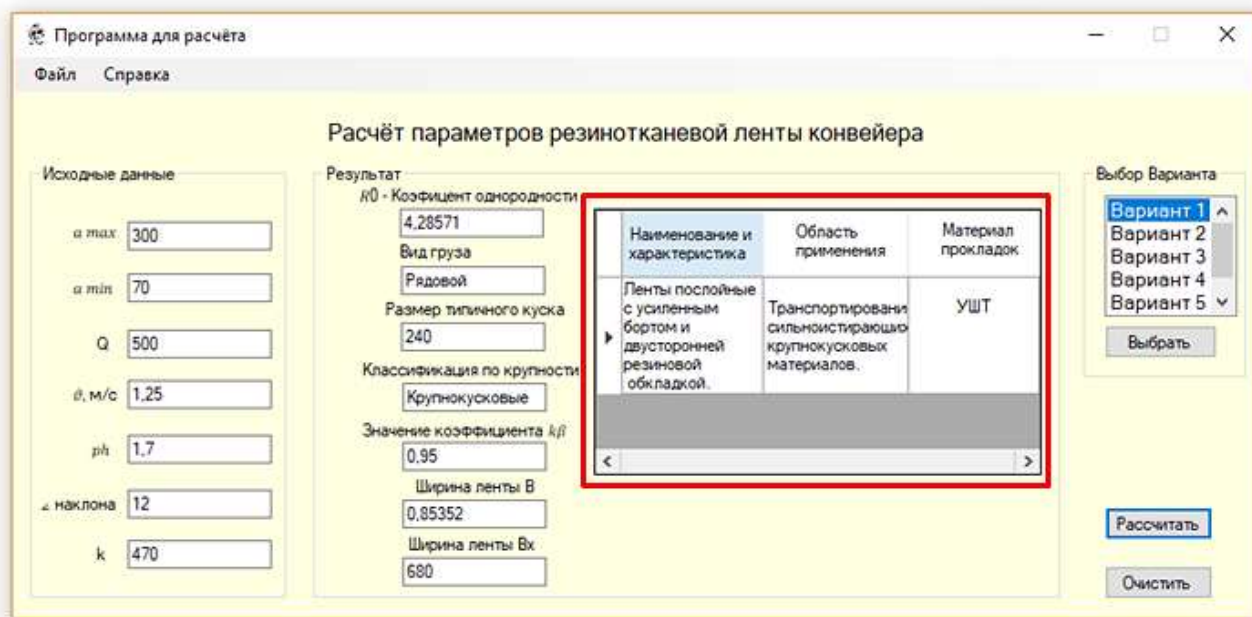 Программа для расчёта
Файл Справка
Расчёт параметров резинотканевой ленты конвейера
Исходные данные
a max 300
a min 70
Q 500
ϑ, м/с 1,25
ph 1,7
∠ наклона 12
k 470
Результат
R0 - Коэфицент однородности
4,28571
Вид груза
Рядовой
Размер типичного куска
240
Классификация по крупности
Крупнокусковые
Значение коэффициента kβ
0,95
Ширина ленты B
0,85352
Ширина ленты Bx
680
Наименование и
характеристика
Область
применения
Материал
прокладок
Ленты послойные
с усиленным
бортом и
двусторонней
резиновой
обкладкой.
Транспортировани
сильноистирающих
крупнокусковых
материалов.
УШТ
Выбор Варианта
Вариант 1
Вариант 2
Вариант 3
Вариант 4
Вариант 5
Выбрать
Рассчитать
Очистить